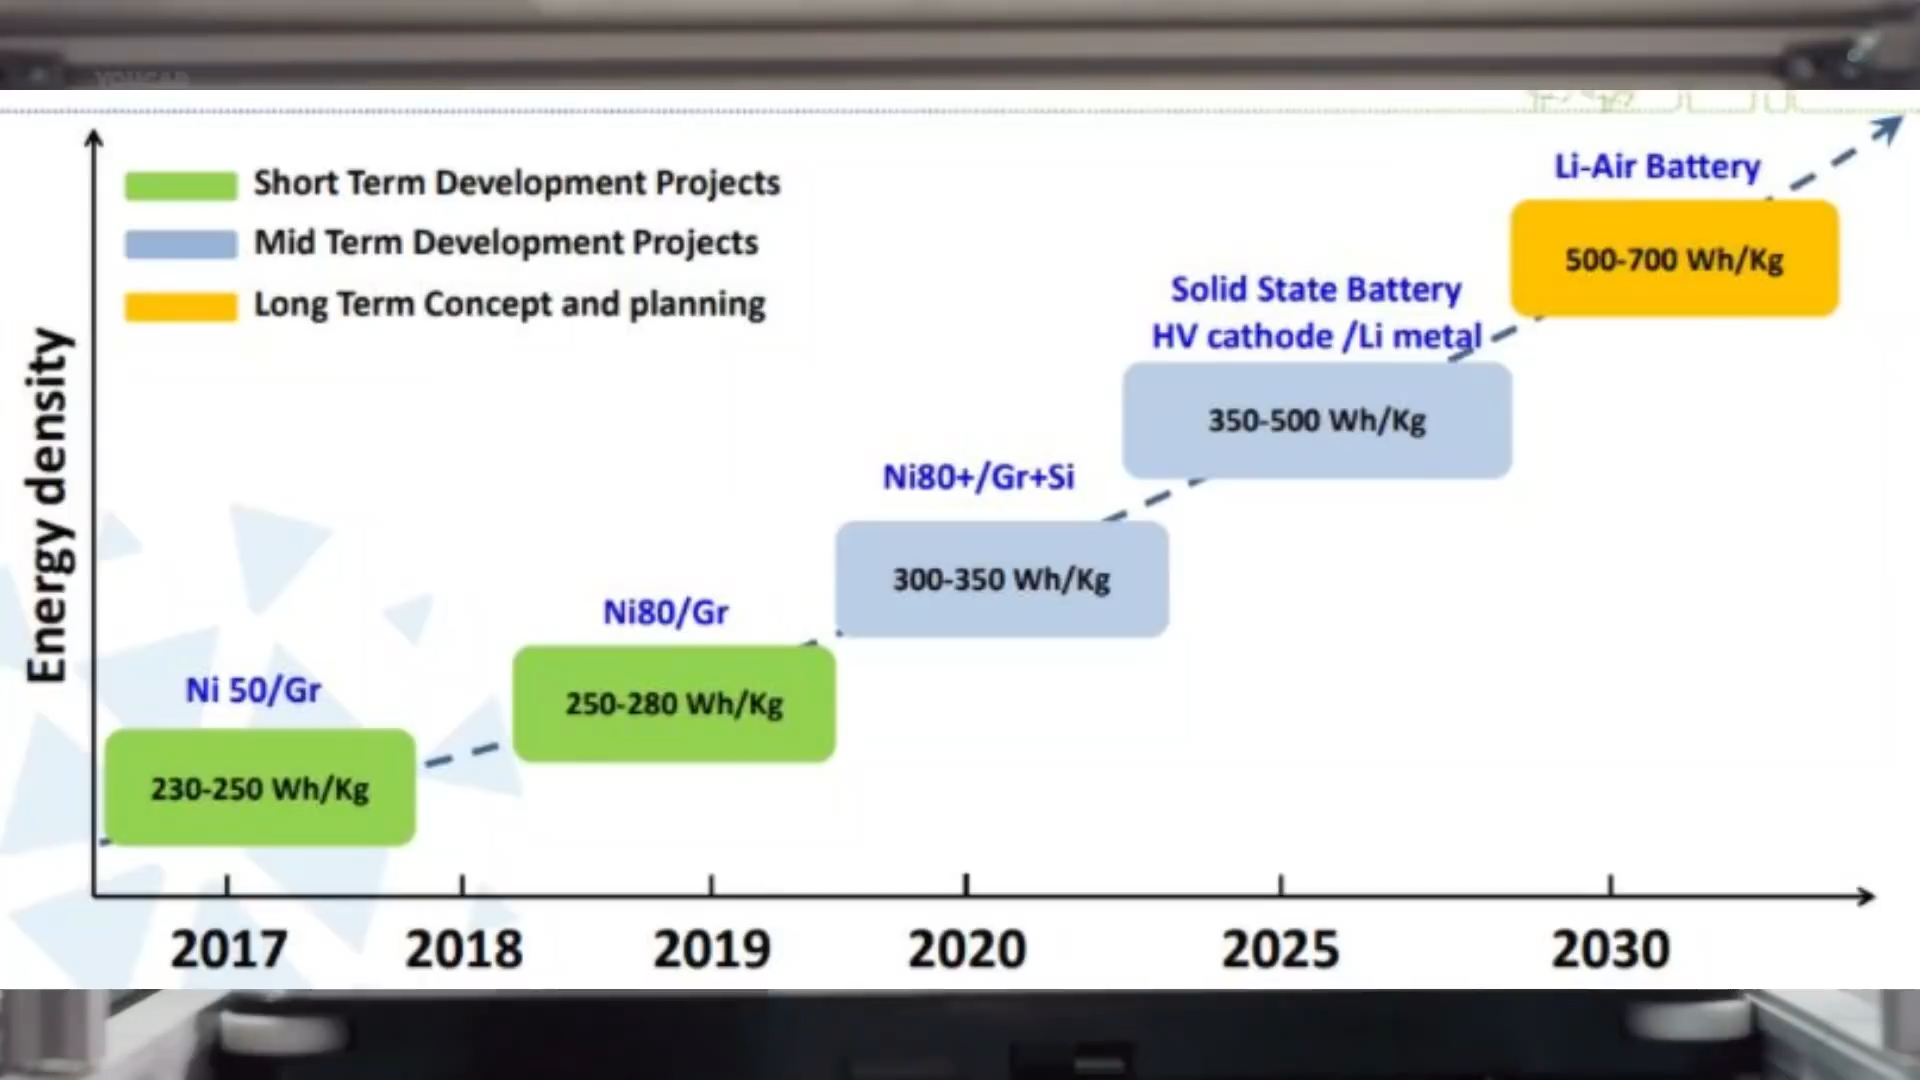 YOUCAR
Short Term Development Projects
Mid Term Development Projects
Long Term Concept and planning
Energy density
Li-Air Battery
500-700 Wh/Kg
Solid State Battery
HV cathode /Li metal
350-500 Wh/Kg
Ni80+/Gr+Si
300-350 Wh/Kg
Ni80/Gr
250-280 Wh/Kg
Ni 50/Gr
230-250 Wh/Kg
2017 2018 2019 2020 2025 2030